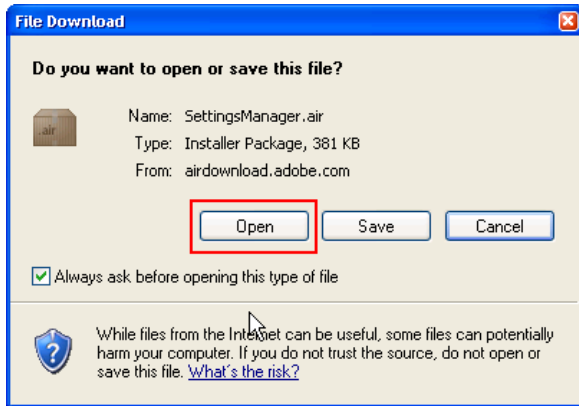 File Download
Do you want to open or save this file?
.air
Name: SettingsManager.air
Type: Installer Package, 381 KB
From: airdownload.adobe.com
Open Save Cancel
Always ask before opening this type of file
While files from the Internet can be useful, some files can potentially
harm your computer. If you do not trust the source, do not open or
save this file. What's the risk?